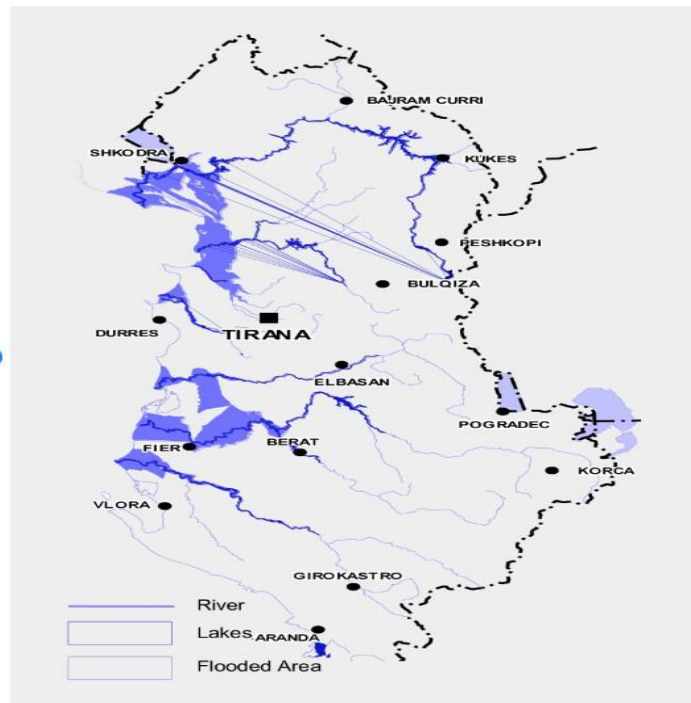 BAJRAM CURRI
SHKODRA
KUKES
PESHKOPI
BULQIZA
DURRES
TIRANA
ELBASAN
POGRADEC
FIER
BERAT
KORCA
VLORA
GIROKASTRO
River
Lakes
ARANDA
Flooded Area